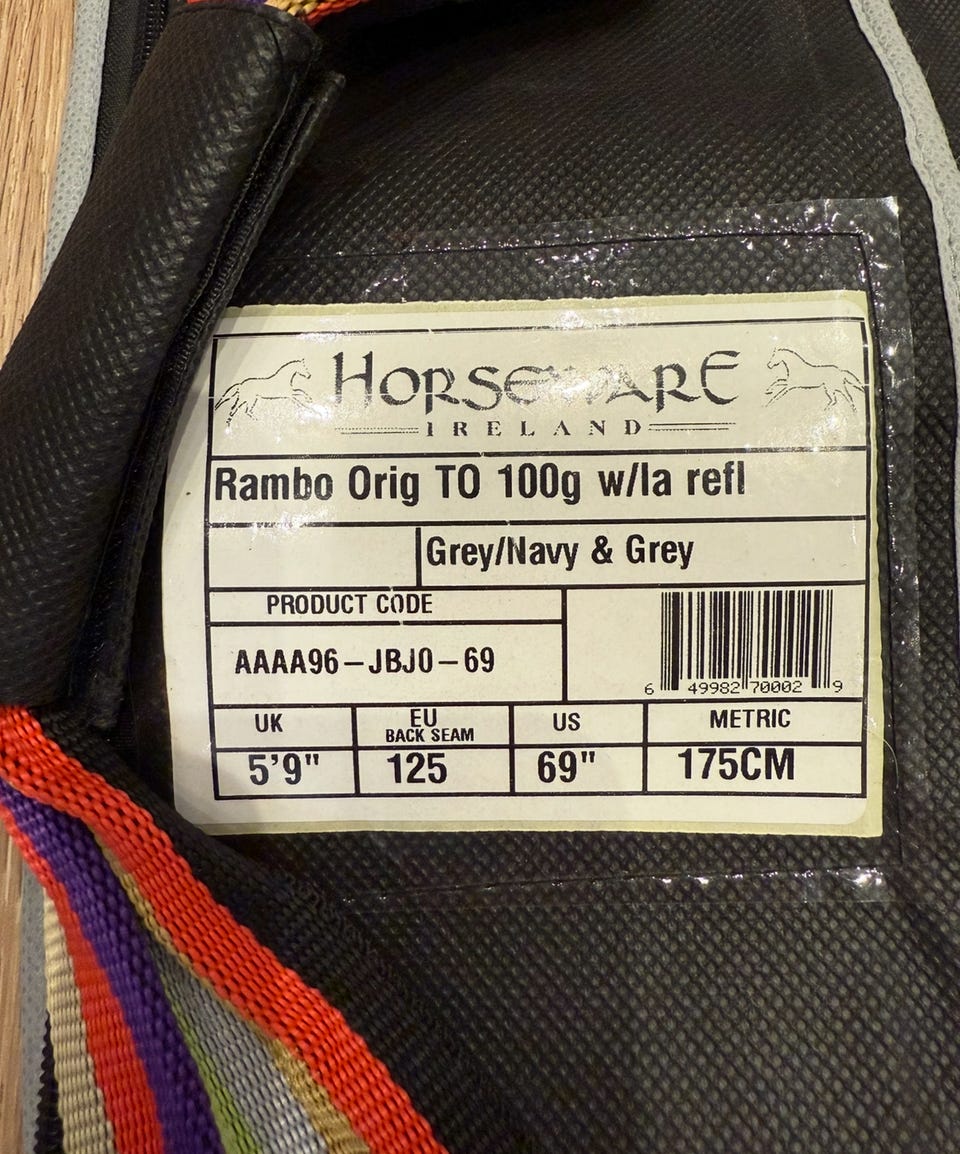 HORSEWARE
IRELAND
Rambo Orig TO 100g w/la refl
Grey/Navy & Grey
PRODUCT CODE
AAAA96-JBJ0-69
6 49982 70002 9
UK EU BACK SEAM US METRIC
5'9" 125 69" 175CM